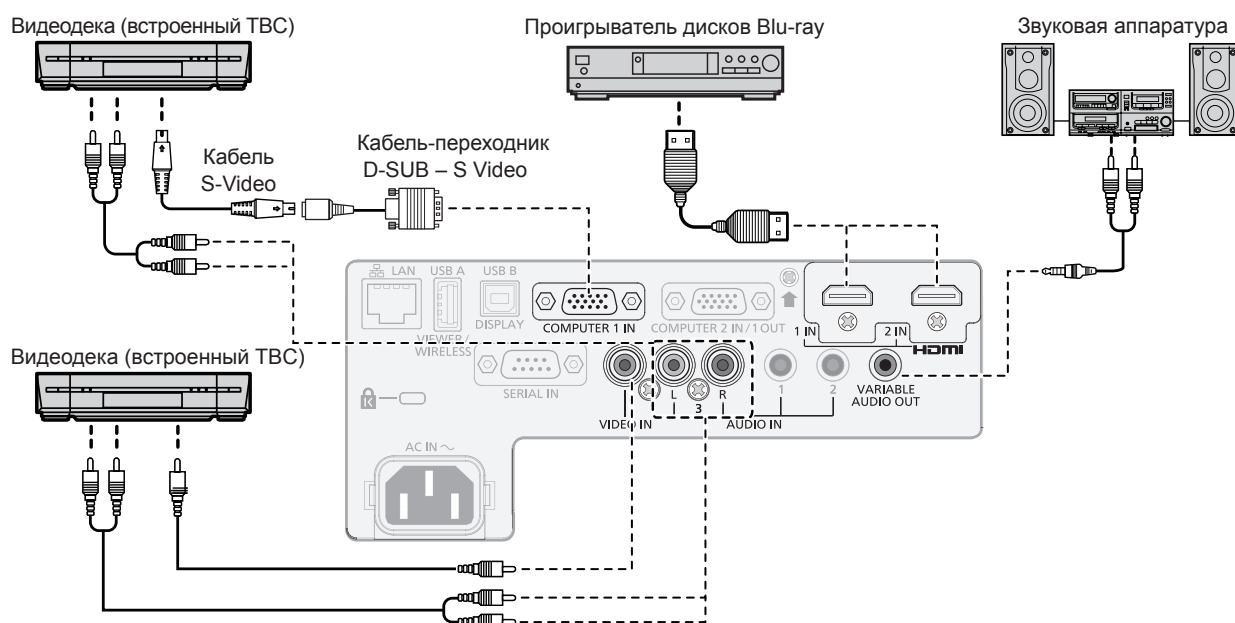 Видеодека (встроенный TBC)
Проигрыватель дисков Blu-ray
Звуковая аппаратура
Кабель
S-Video
Кабель-переходник
D-SUB – S Video
LAN
USB A
USB B
DISPLAY
VIEWER /
WIRELESS
COMPUTER 1 IN
COMPUTER 2 IN / 1 OUT
1 IN
2 IN
HDMI
Видеодека (встроенный TBC)
SERIAL IN
K
L
3
R
1
2
VARIABLE
AUDIO OUT
VIDEO IN
AUDIO IN
AC IN ~